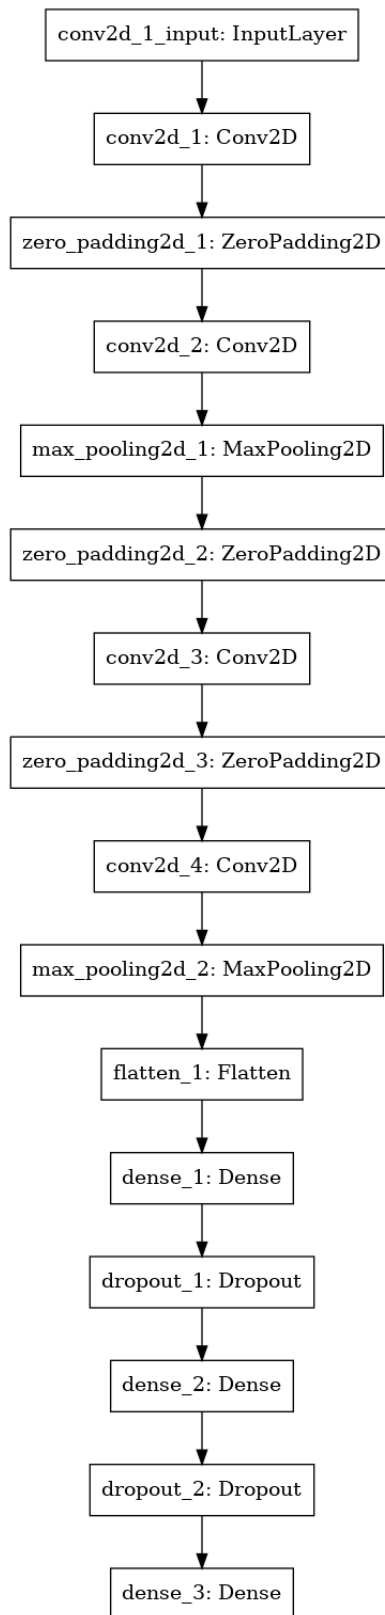 conv2d_1_input: InputLayer
conv2d_1: Conv2D
zero_padding2d_1: ZeroPadding2D
conv2d_2: Conv2D
max_pooling2d_1: MaxPooling2D
zero_padding2d_2: ZeroPadding2D
conv2d_3: Conv2D
zero_padding2d_3: ZeroPadding2D
conv2d_4: Conv2D
max_pooling2d_2: MaxPooling2D
flatten_1: Flatten
dense_1: Dense
dropout_1: Dropout
dense_2: Dense
dropout_2: Dropout
dense_3: Dense